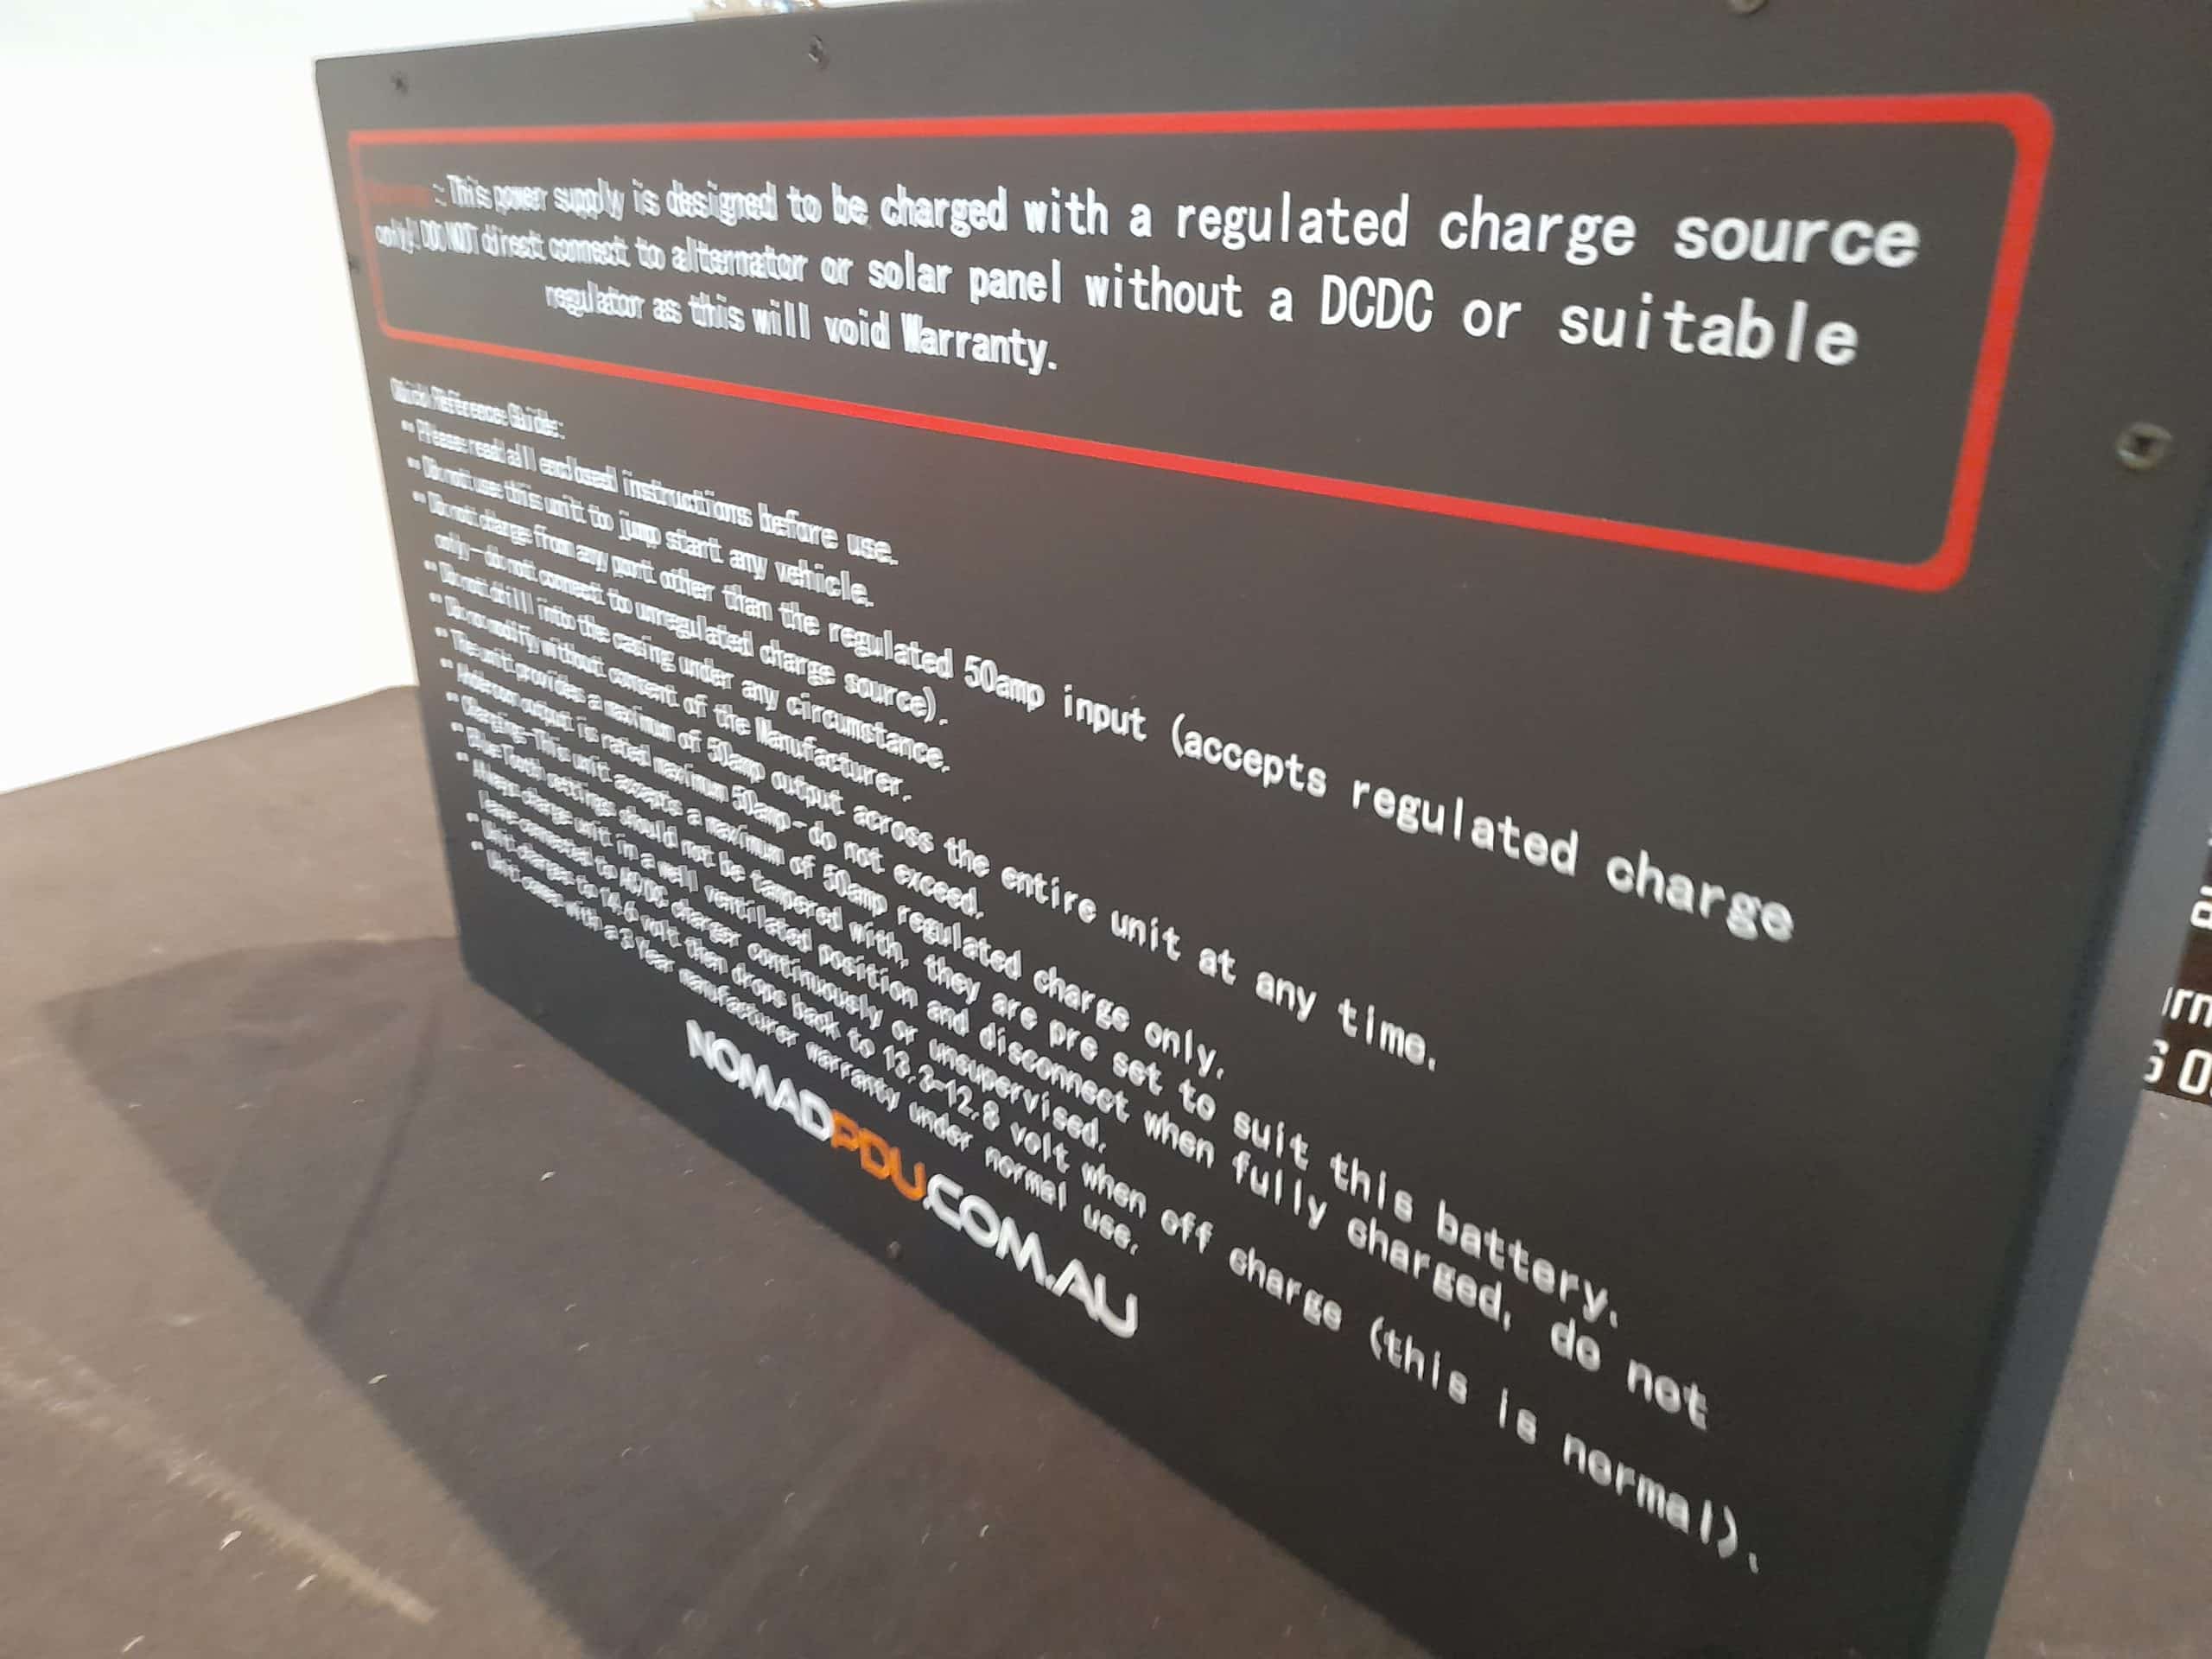 : This power supply is designed to be charged with a regulated charge source
only! DO NOT direct connect to alternator or solar panel without a DCDC or suitable
regulator as this will void Warranty.
Quick Reference Guide:
- Please read all enclosed instructions before use.
- Do not use this unit to jump start any vehicle.
- Do not charge from any port other than the regulated 50amp input (accepts regulated charge
only- do not connect to unregulated charge source).
- Do not drill into the casing under any circumstance.
- Do no modify without consent of the Manufacturer.
- The unit provides a maximum of 50amp output across the entire unit at any time.
- Anderson output is rated maximum 50amp- do not exceed.
- Charging- This unit accepts a maximum of 50amp regulated charge only.
- Blue Tooth settings should not be tampered with, they are pre set to suit this battery.
- Always charge unit in a well ventilated position and disconnect when fully charged, do not
leave connected to AC/DC charger continuously or unsupervised.
- Unit charges to 14.6 volt then drops back to 13.3-12.8 volt when off charge (this is normal).
- Unit comes with a 3 Year manufacturer warranty under normal use.
NOMADPDU.COM.AU